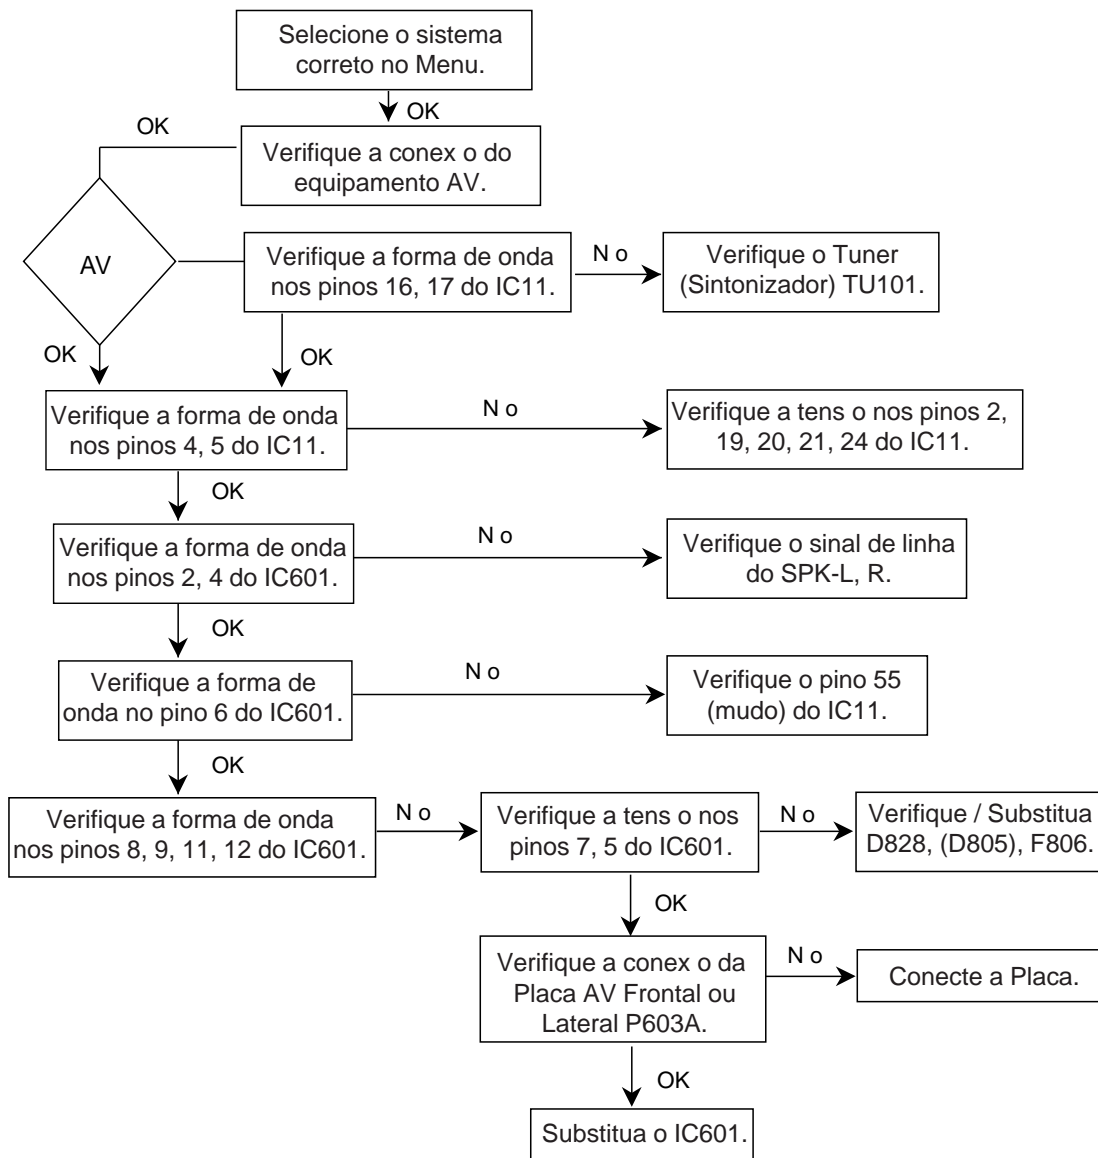 Selecione o sistema
correto no Menu.
OK
OK
Verifique a conex o do
equipamento AV.
AV
Verifique a forma de onda
nos pinos 16, 17 do IC11.
N o
Verifique o Tuner
(Sintonizador) TU101.
OK
OK
Verifique a forma de onda
nos pinos 4, 5 do IC11.
N o
Verifique a tens o nos pinos 2,
19, 20, 21, 24 do IC11.
OK
Verifique a forma de onda
nos pinos 2, 4 do IC601.
N o
Verifique o sinal de linha
do SPK-L, R.
OK
Verifique a forma de
onda no pino 6 do IC601.
N o
Verifique o pino 55
(mudo) do IC11.
OK
Verifique a forma de onda
nos pinos 8, 9, 11, 12 do IC601.
N o
Verifique a tens o nos
pinos 7, 5 do IC601.
N o
Verifique / Substitua
D828, (D805), F806.
OK
Verifique a conex o da
Placa AV Frontal ou
Lateral P603A.
N o
Conecte a Placa.
OK
Substitua o IC601.